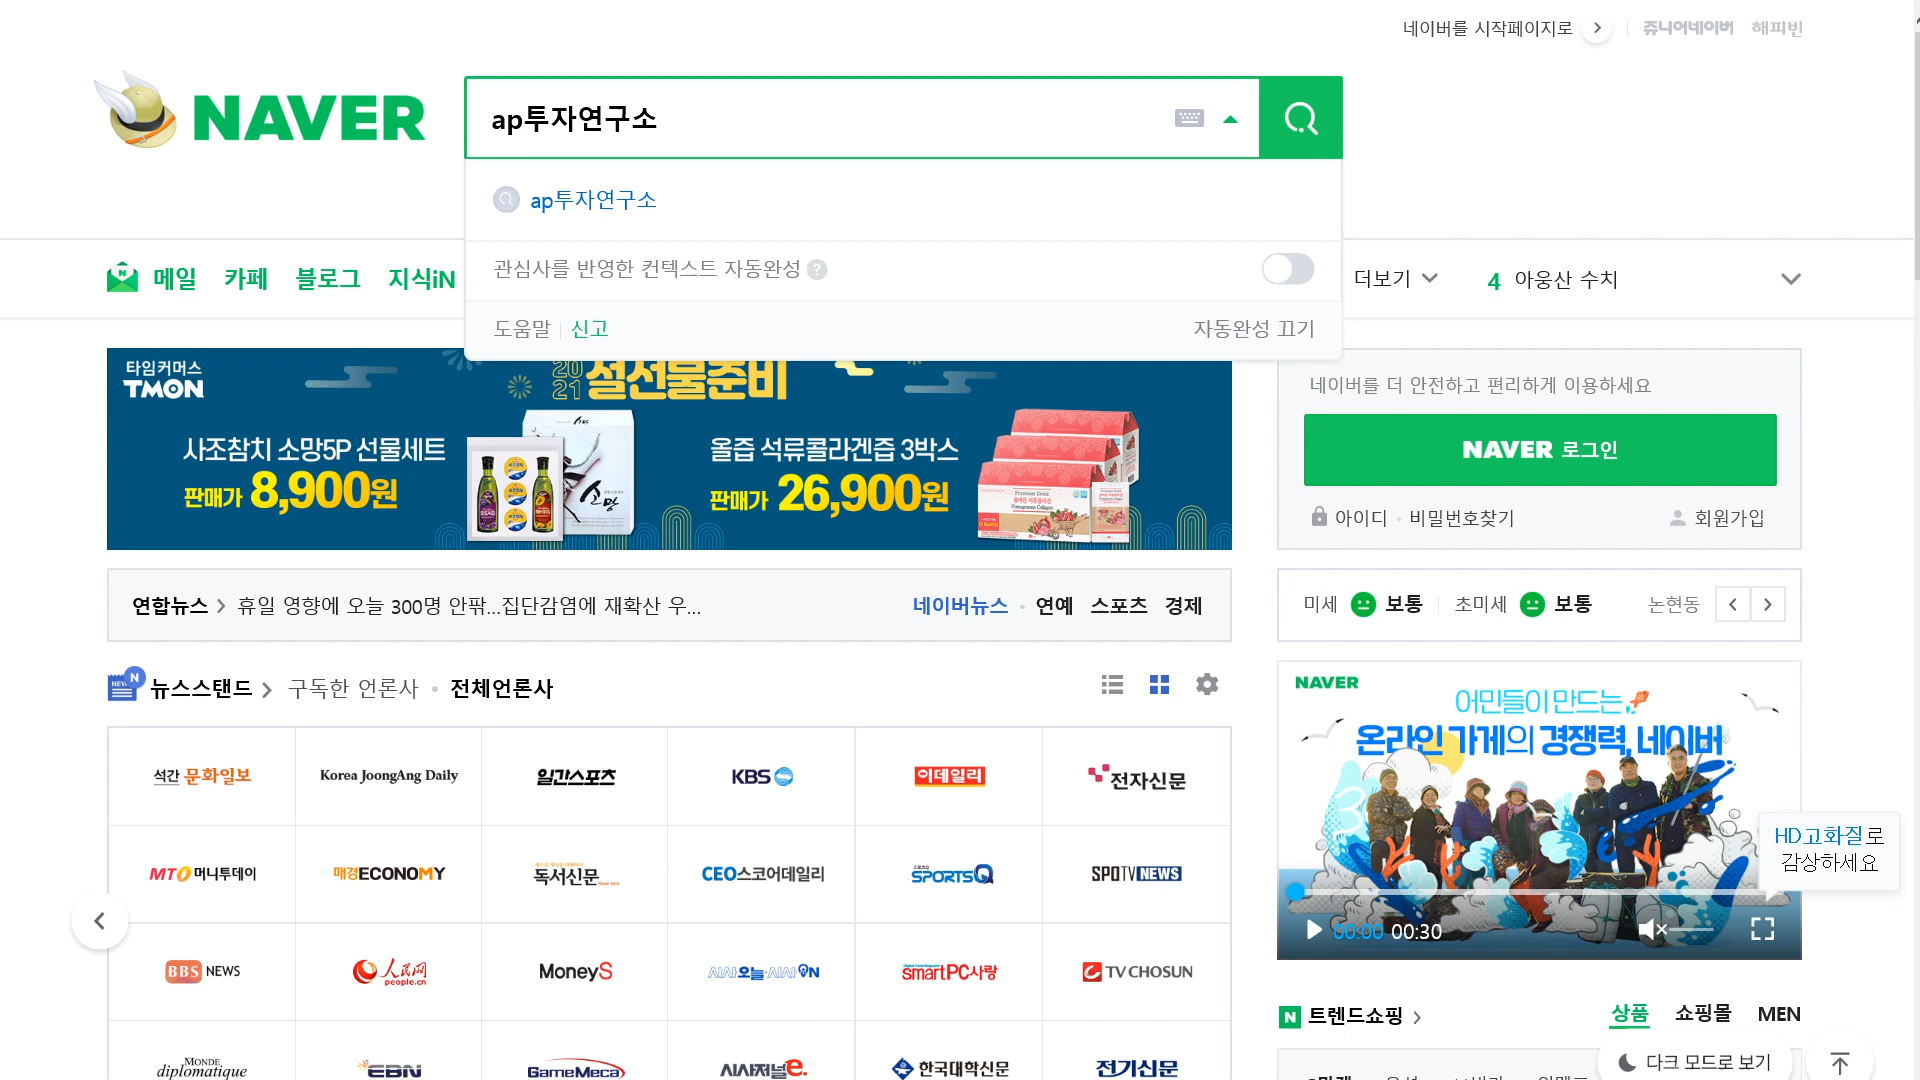 네이버를 시작페이지로
쥬니어네이버 해피빈
NAVER
ap투자연구소
ap투자연구소
관심사를 반영한 컨텍스트 자동완성 ?
도움말 신고 자동완성 끄기
메일 카페 블로그 지식iN 더보기 4 아웅산 수치
타임커머스
TMON
2021 설선물준비
사조참치 소망5P 선물세트
판매가 8,900원
올즙 석류콜라겐즙 3박스
판매가 26,900원
네이버를 더 안전하고 편리하게 이용하세요
NAVER 로그인
아이디 · 비밀번호찾기 회원가입
연합뉴스 > 휴일 영향에 오늘 300명 안팎...집단감염에 재확산 우...
네이버뉴스 · 연예 스포츠 경제
미세 보통 초미세 보통 논현동
뉴스스탠드 > 구독한 언론사 · 전체언론사
NAVER
어민들이 만드는
온라인 가게의 경쟁력, 네이버
HD고화질로
감상하세요
00:00 00:30
석간 문화일보 Korea JoongAng Daily 일간스포츠 KBS 이데일리 전자신문
MTO 머니투데이 매경ECONOMY 독서신문 CEO스코어데일리 SPORTSQ SPOTV NEWS
BBS NEWS 人民网 people.cn MoneyS 시사오늘·시사ON smartPC사랑 TV CHOSUN
MONDE diplomatique EBN GameMeca 시사저널e. 한국대학신문 전기신문
트렌드쇼핑 > 상품 쇼핑몰 MEN
다크 모드로 보기